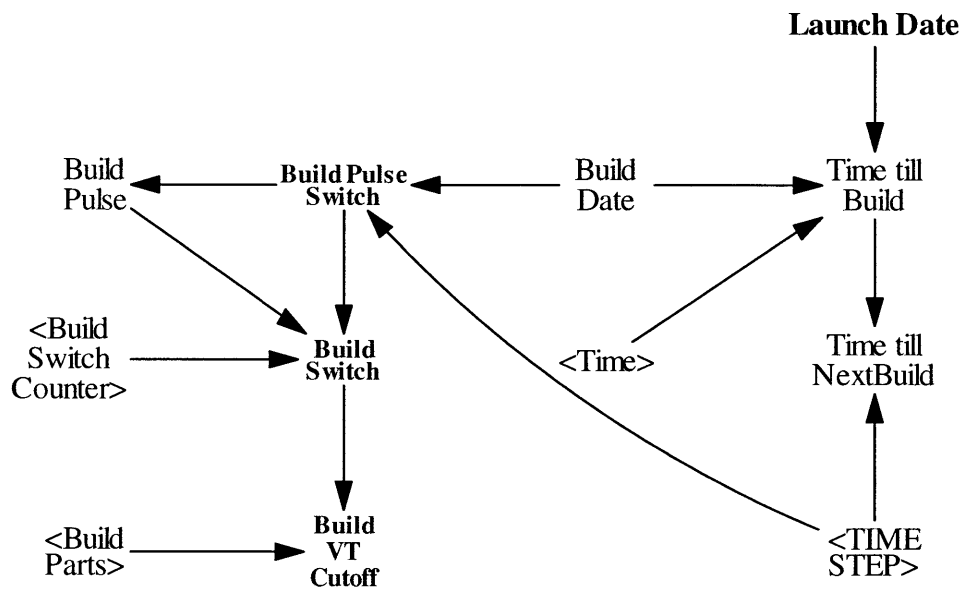 Launch Date
Build
Pulse
Build Pulse
Switch
Build
Date
Time till
Build
<Build
Switch
Counter>
Build
Switch
<Time>
Time till
NextBuild
<Build
Parts>
Build
VT
Cutoff
<TIME
STEP>